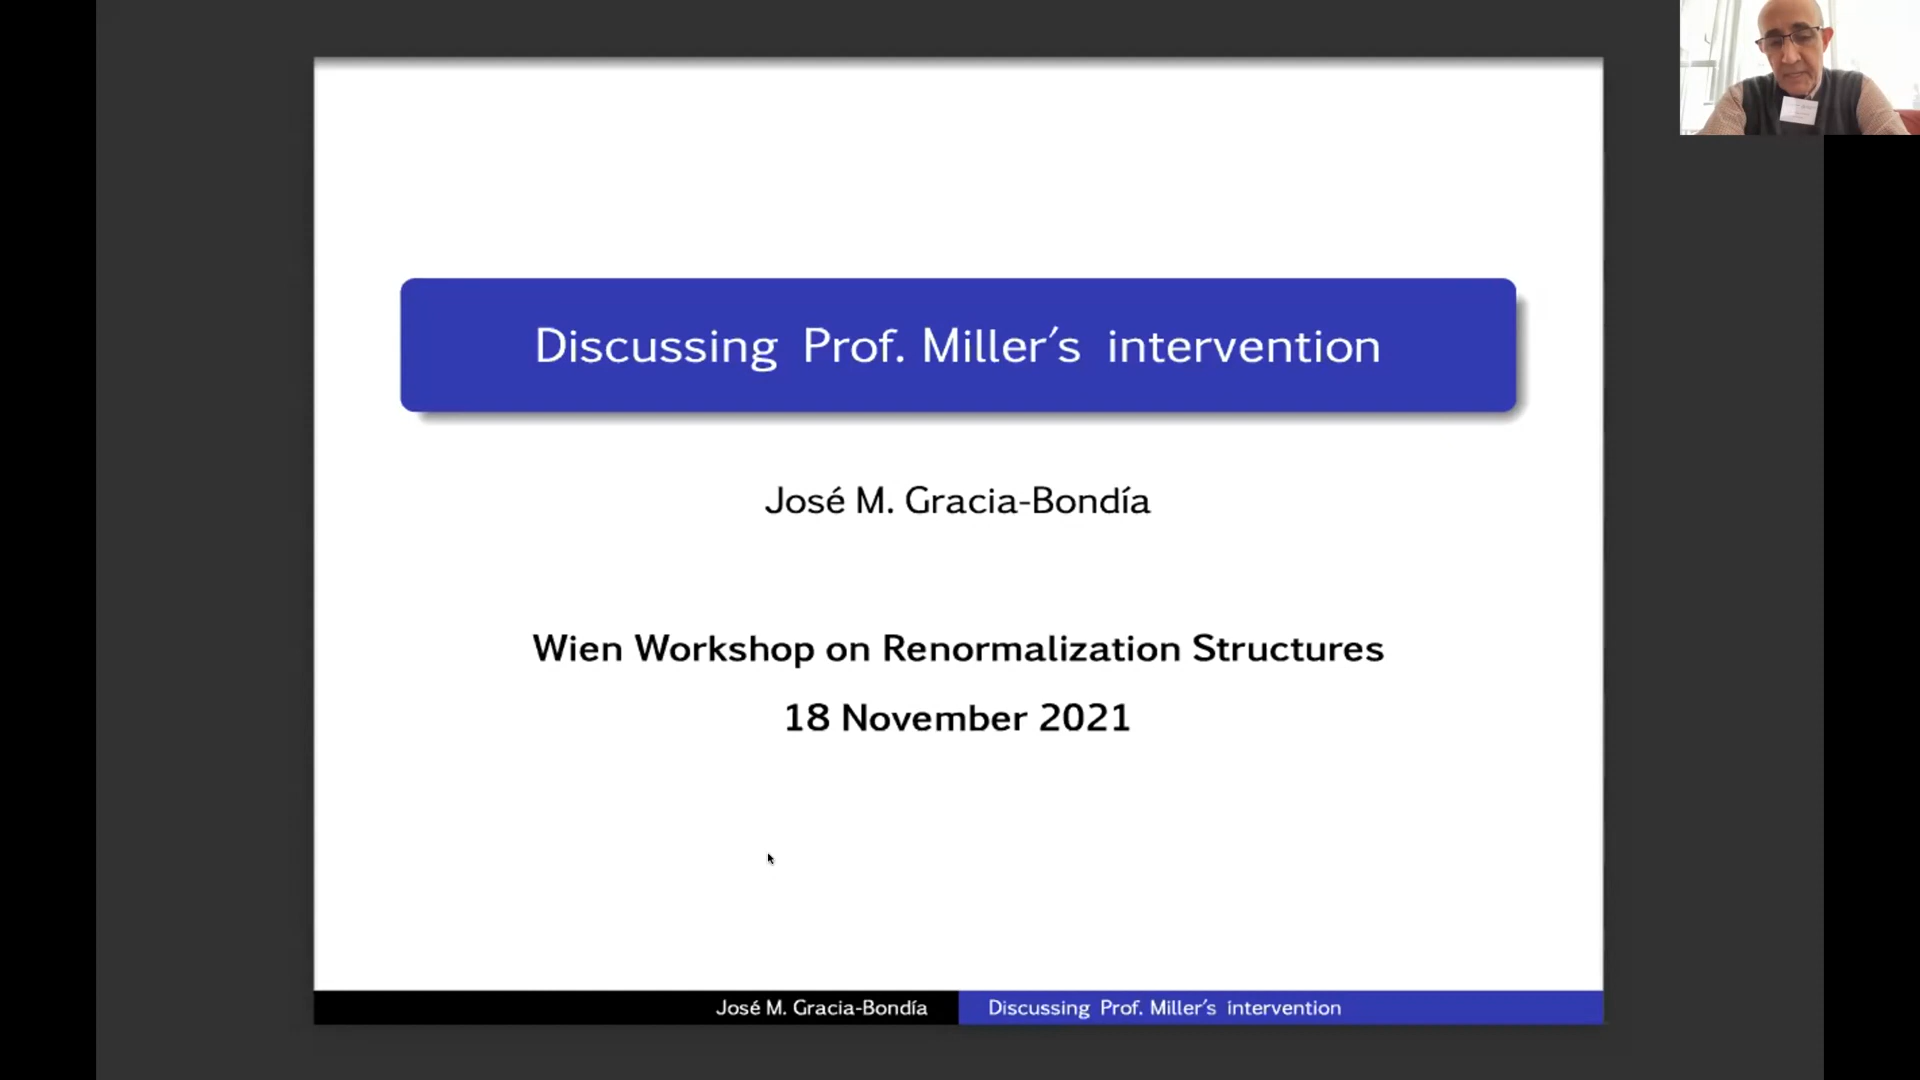 Discussing Prof. Miller's intervention
José M. Gracia-Bondía
Wien Workshop on Renormalization Structures
18 November 2021
José M. Gracia-Bondía
Discussing Prof. Miller's intervention